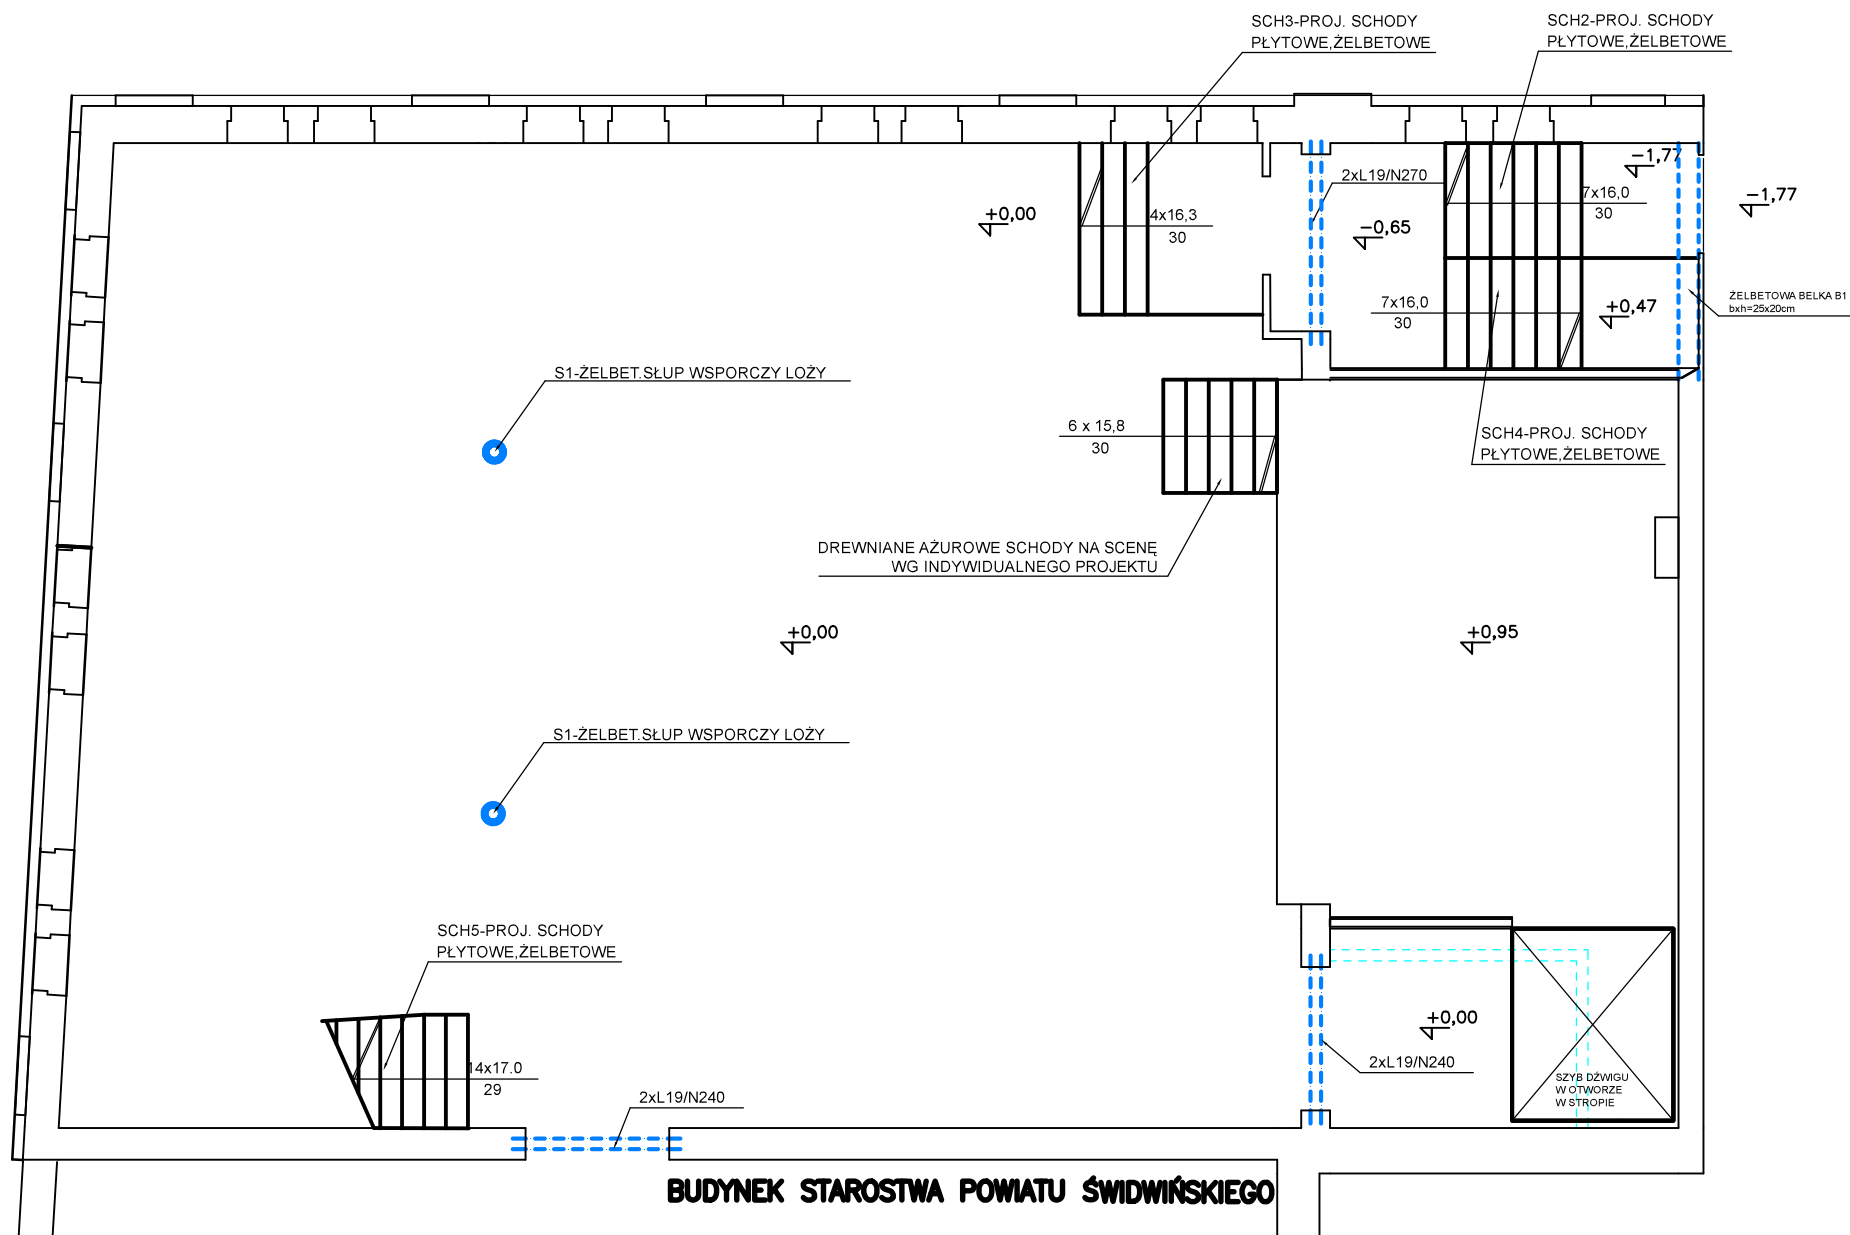 SCH3-PROJ. SCHODY
PŁYTOWE,ŻELBETOWE
SCH2-PROJ. SCHODY
PŁYTOWE,ŻELBETOWE
-1,77
2xL19/N270
7x16,0
30
-1,77
+0,00
4x16,3
30
-0,65
7x16,0
30
+0,47
ŻELBETOWA BELKA B1
bxh=25x20cm
S1-ŻELBET.SŁUP WSPORCZY LOŻY
6 x 15,8
30
SCH4-PROJ. SCHODY
PŁYTOWE,ŻELBETOWE
DREWNIANE AŻUROWE SCHODY NA SCENĘ
WG INDYWIDUALNEGO PROJEKTU
+0,00
+0,95
S1-ŻELBET.SŁUP WSPORCZY LOŻY
SCH5-PROJ. SCHODY
PŁYTOWE,ŻELBETOWE
+0,00
14x17.0
29
2xL19/N240
2xL19/N240
SZYB DŹWIGU
W OTWORZE
W STROPIE
BUDYNEK STAROSTWA POWIATU ŚWIDWIŃSKIEGO